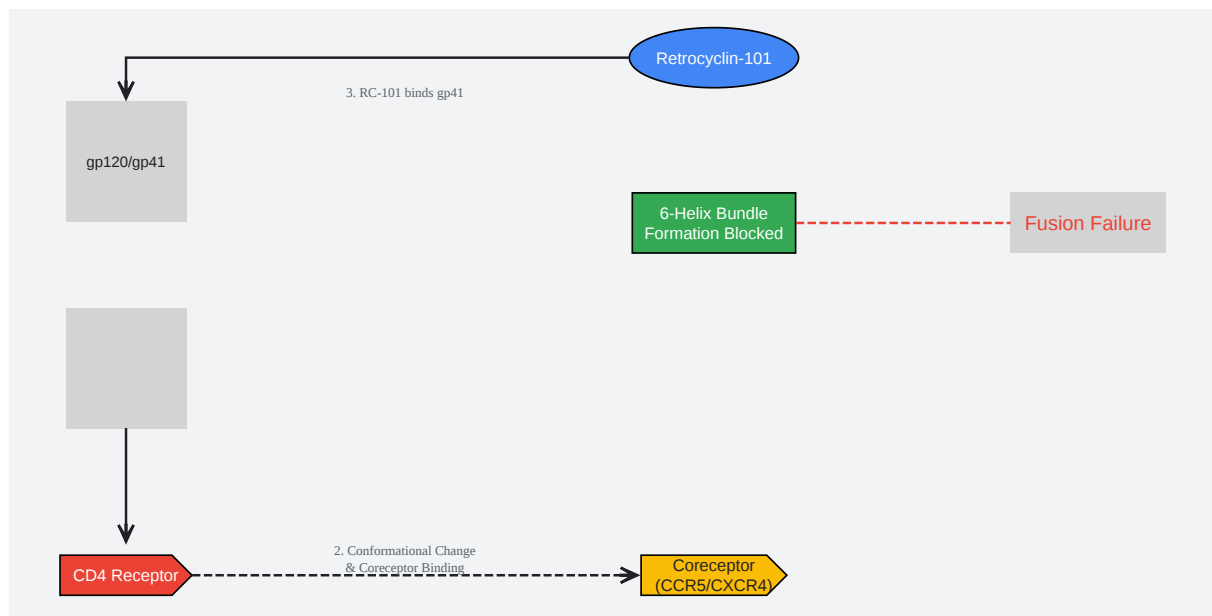 Retrocyclin-101
3. RC-101 binds gp41
gp120/gp41
6-Helix Bundle
Formation Blocked
Fusion Failure
2. Conformational Change
& Coreceptor Binding
CD4 Receptor
Coreceptor
(CCR5/CXCR4)